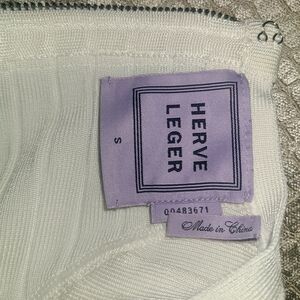 HERVE
LEGER
S
00483671
Made in China